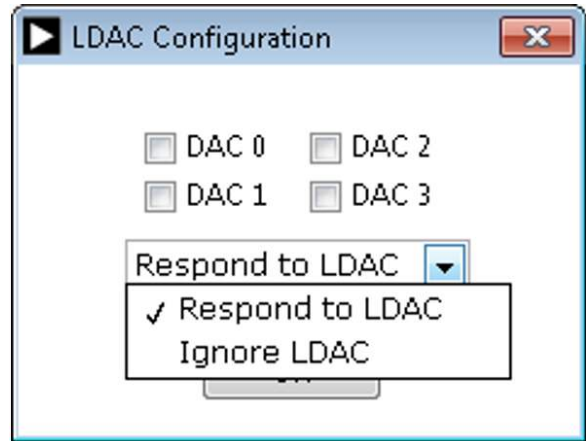 LDAC Configuration
DAC 0 DAC 2
DAC 1 DAC 3
Respond to LDAC
✓ Respond to LDAC
Ignore LDAC